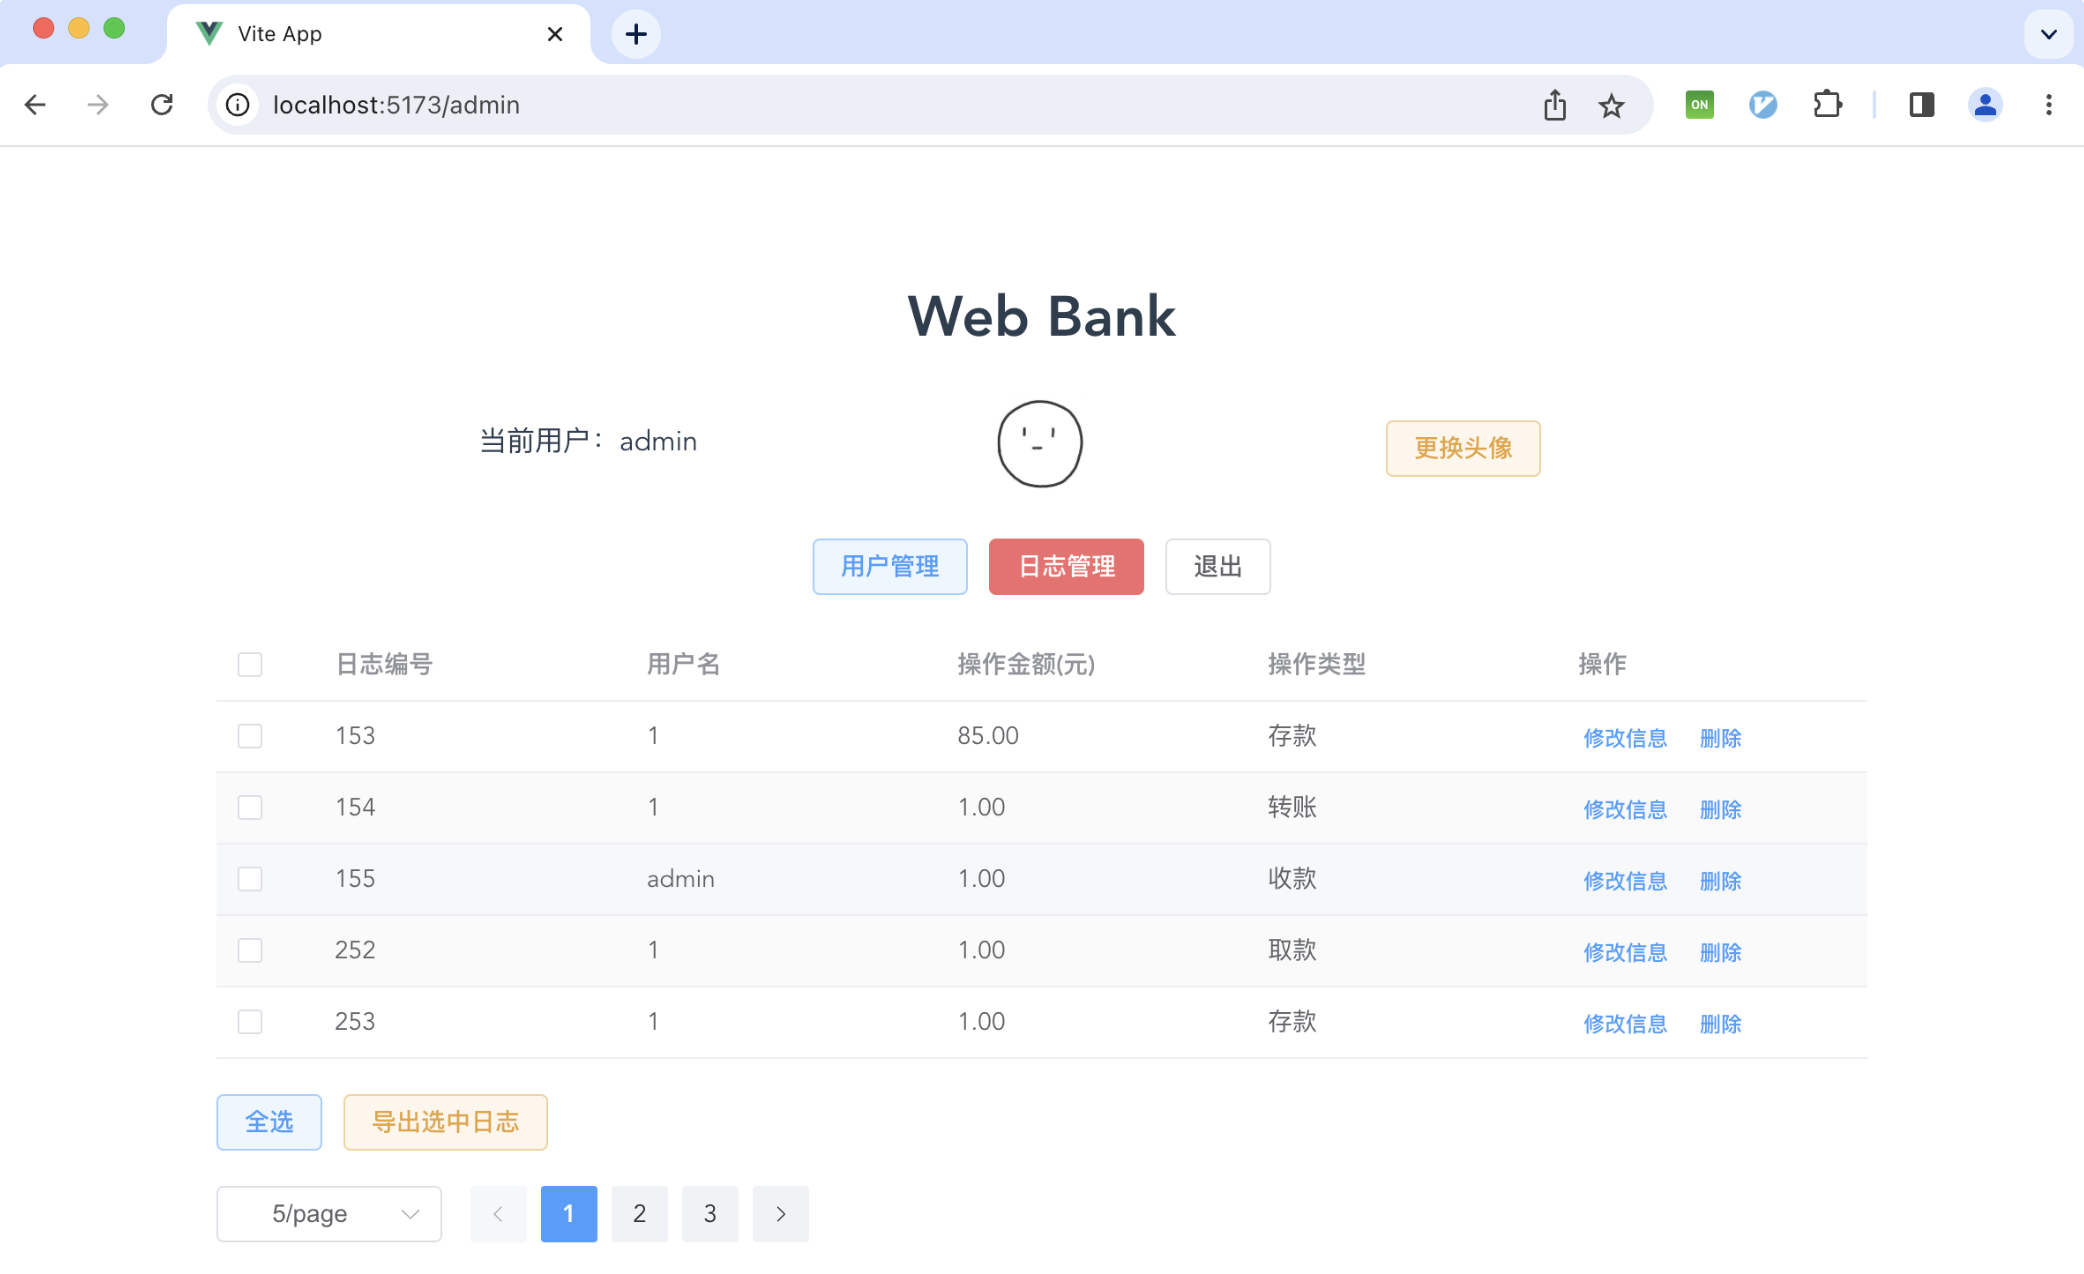 Vite App
localhost:5173/admin
ON
Web Bank
当前用户： admin
更换头像
用户管理 日志管理 退出
日志编号 用户名 操作金额(元) 操作类型 操作
153 1 85.00 存款 修改信息 删除
154 1 1.00 转账 修改信息 删除
155 admin 1.00 收款 修改信息 删除
252 1 1.00 取款 修改信息 删除
253 1 1.00 存款 修改信息 删除
全选 导出选中日志
5/page 1 2 3